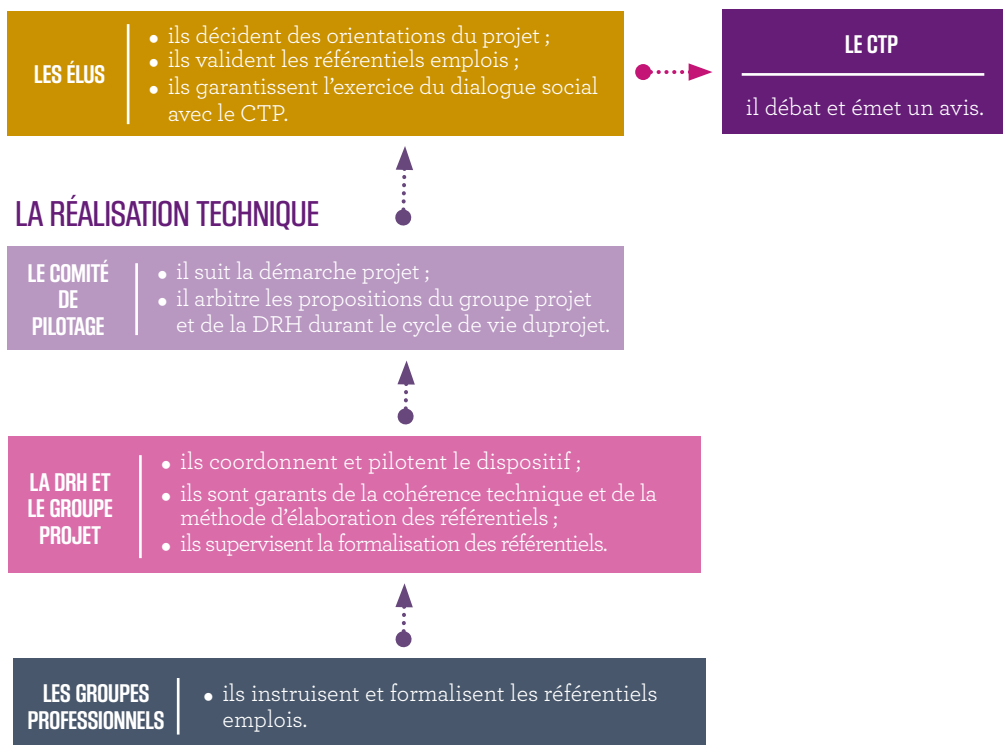 LES ÉLUS
• ils décident des orientations du projet ;
• ils valident les référentiels emplois ;
• ils garantissent l'exercice du dialogue social
avec le CTP.
LE CTP
il débat et émet un avis.
LA RÉALISATION TECHNIQUE
LE COMITÉ
DE
PILOTAGE
• il suit la démarche projet ;
• il arbitre les propositions du groupe projet
et de la DRH durant le cycle de vie duprojet.
LA DRH ET
LE GROUPE
PROJET
• ils coordonnent et pilotent le dispositif ;
• ils sont garants de la cohérence technique et de la
méthode d'élaboration des référentiels ;
• ils supervisent la formalisation des référentiels.
LES GROUPES
PROFESSIONNELS
• ils instruisent et formalisent les référentiels
emplois.